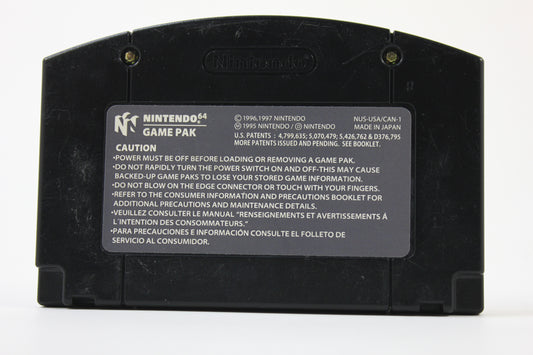 Nintendo
NINTENDO64
GAME PAK
©1996,1997 NINTENDO
NUS-USA/CAN-1
Ⓜ1995 NINTENDO / Ⓓ NINTENDO
MADE IN JAPAN
U.S. PATENTS : 4,799,635; 5,070,479; 5,426,762 & D376,795
MORE PATENTS ISSUED AND PENDING. SEE BOOKLET.
CAUTION
•POWER MUST BE OFF BEFORE LOADING OR REMOVING A GAME PAK.
•DO NOT RAPIDLY TURN THE POWER SWITCH ON AND OFF-THIS MAY CAUSE
BACKED-UP GAME PAKS TO LOSE YOUR STORED GAME INFORMATION.
•DO NOT BLOW ON THE EDGE CONNECTOR OR TOUCH WITH YOUR FINGERS.
•REFER TO THE CONSUMER INFORMATION AND PRECAUTIONS BOOKLET FOR
ADDITIONAL PRECAUTIONS AND MAINTENANCE DETAILS.
•VEUILLEZ CONSULTER LE MANUAL "RENSEIGNEMENTS ET AVERTISSEMENTS Á
L'INTENTION DES CONSOMMATEURS."
•PARA PRECAUCIONES E INFORMACIÓN CONSULTE EL FOLLETO DE
SERVICIO AL CONSUMIDOR.